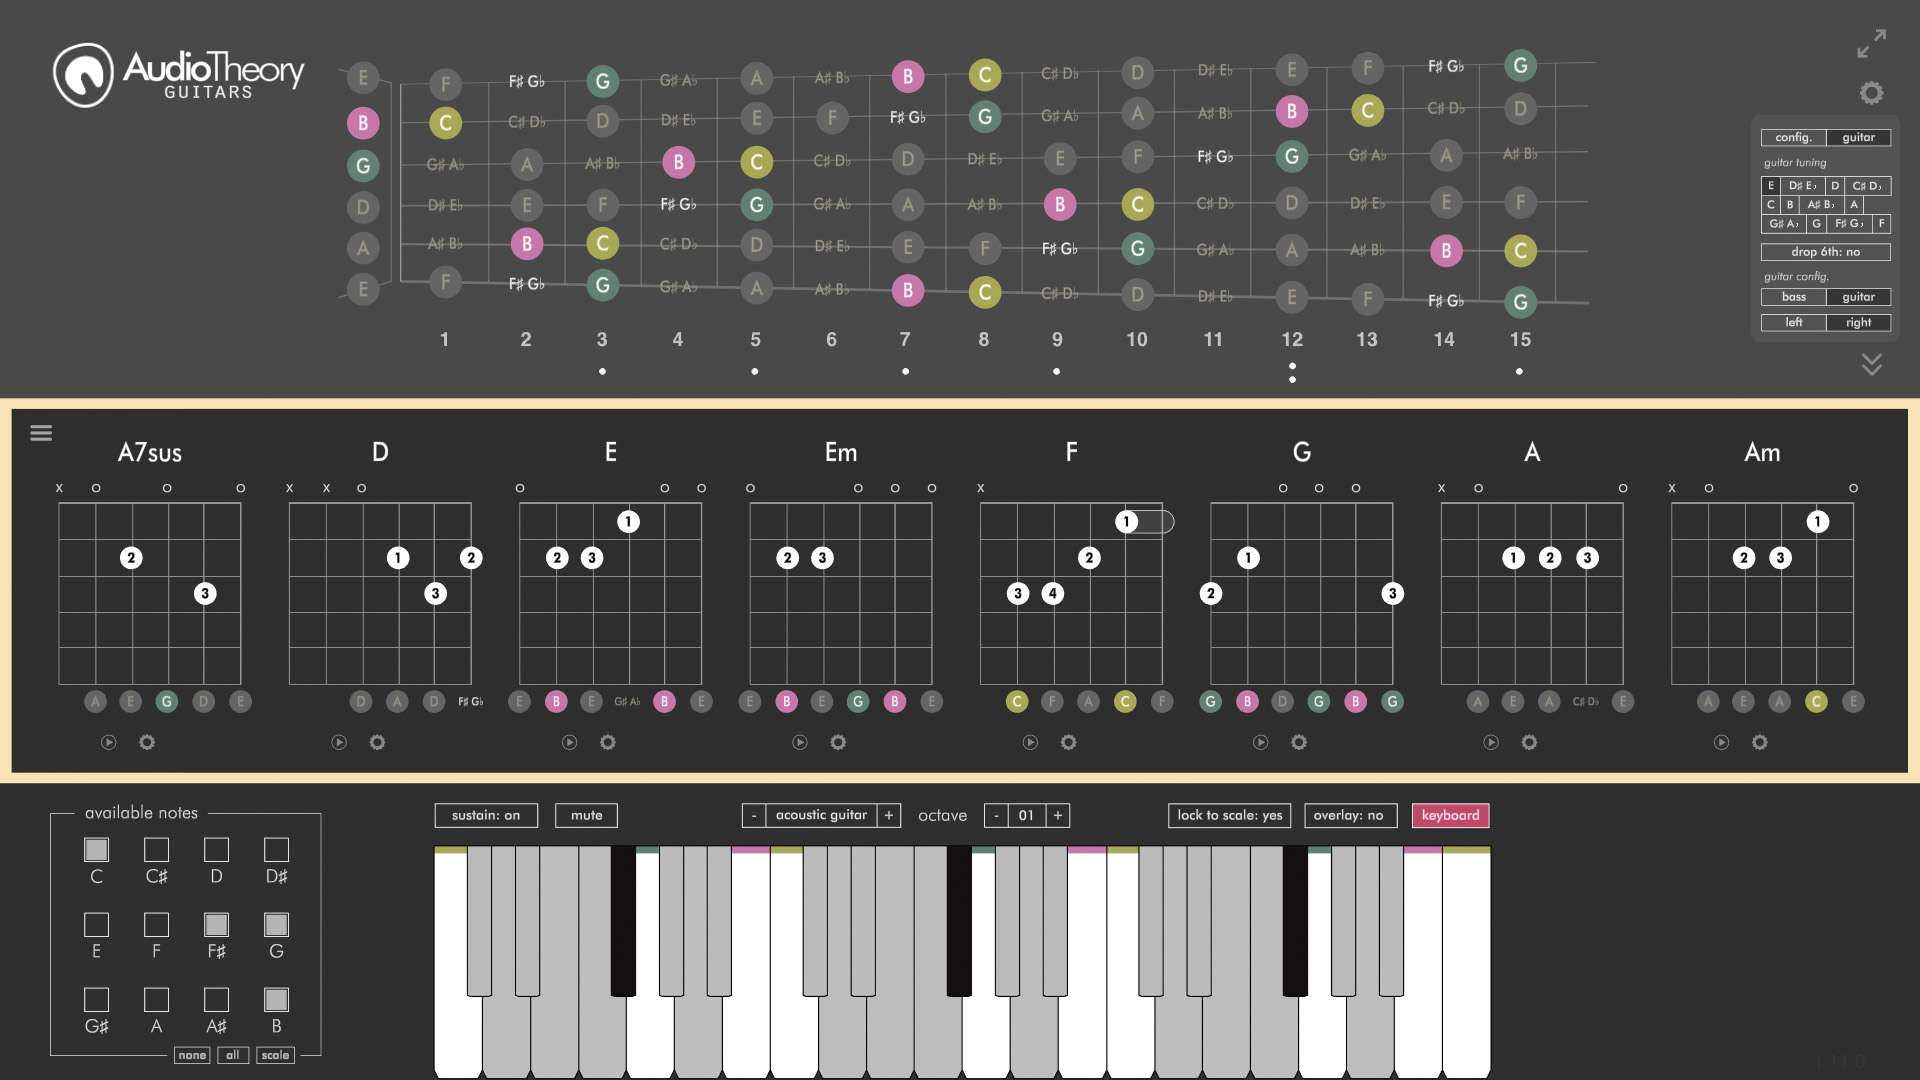 AudioTheory
GUITARS
E F F♯ G♭ G G♯ A♭ A A♯ B♭ B C C♯ D♭ D D♯ E♭ E F F♯ G♭ G
B C C♯ D♭ D D♯ E♭ E F F♯ G♭ G G♯ A♭ A A♯ B♭ B C C♯ D♭ D
G G♯ A♭ A A♯ B♭ B C C♯ D♭ D D♯ E♭ E F F♯ G♭ G G♯ A♭ A A♯ B♭
D D♯ E♭ E F F♯ G♭ G G♯ A♭ A A♯ B♭ B C C♯ D♭ D D♯ E♭ E F
A A♯ B♭ B C C♯ D♭ D D♯ E♭ E F F♯ G♭ G G♯ A♭ A A♯ B♭ B C
E F F♯ G♭ G G♯ A♭ A A♯ B♭ B C C♯ D♭ D D♯ E♭ E F F♯ G♭ G
1 2 3 4 5 6 7 8 9 10 11 12 13 14 15
config. guitar
guitar tuning
E D♯ E♭ D C♯ D♭
C B A♯ B♭ A
G♯ A♭ G F♯ G♭ F
drop 6th: no
guitar config.
bass guitar
left right
A7sus D E Em F G A Am
x o o o x x o o o o o o o o x o o o x o o x o o
1 1 1
2 1 2 2 3 2 3 2 1 1 2 3 2 3
3 3 3 4 2 3
A E G D E D A D F♯ G♭ E B E G♯ A♭ B E E B E G B E C F A C F G B D G B G A E A C♯ D♭ E A E A C E
available notes
C C♯ D D♯
E F F♯ G
G♯ A A♯ B
none all scale
sustain: on mute - acoustic guitar + octave - 01 + lock to scale: yes overlay: no keyboard
1.11.0